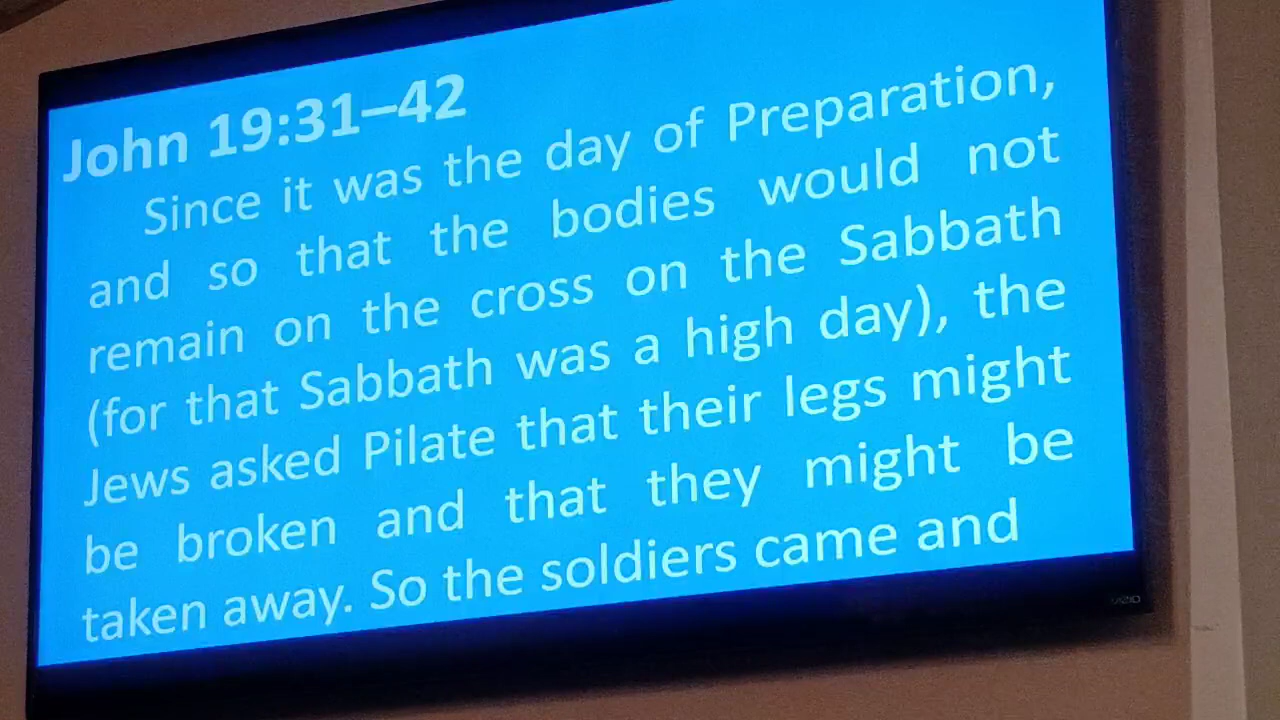 John 19:31–42
Since it was the day of Preparation,
and so that the bodies would not
remain on the cross on the Sabbath
(for that Sabbath was a high day), the
Jews asked Pilate that their legs might
be broken and that they might be
taken away. So the soldiers came and
VIZIO